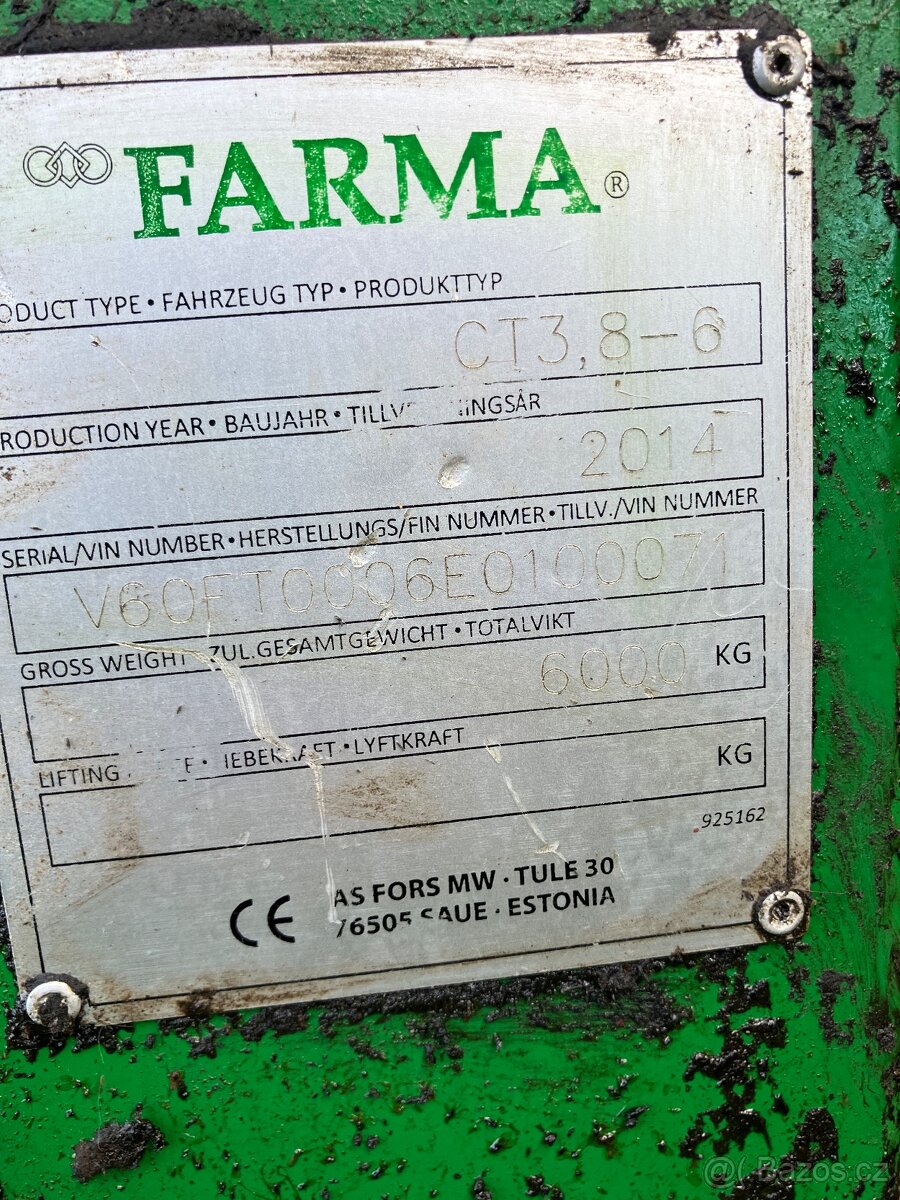 FARMA®
ODUCT TYPE • FAHRZEUG TYP • PRODUKTTYP
CT3,8-6
RODUCTION YEAR • BAUJAHR •
2014
SERIAL/VIN NUMBER • HERSTELLUNGS/FIN NUMMER • TILLV./VIN NUMMER
V60FT0006E0100071
GROSS WEIGHT ZUL.GESAMTGEWICHT • TOTALVIKT
6000 KG
LIFTING • LYFTKRAFT
KG
925162
CE AS FORS MW • TULE 30
76505 SAUE • ESTONIA
@( Bazos.cz